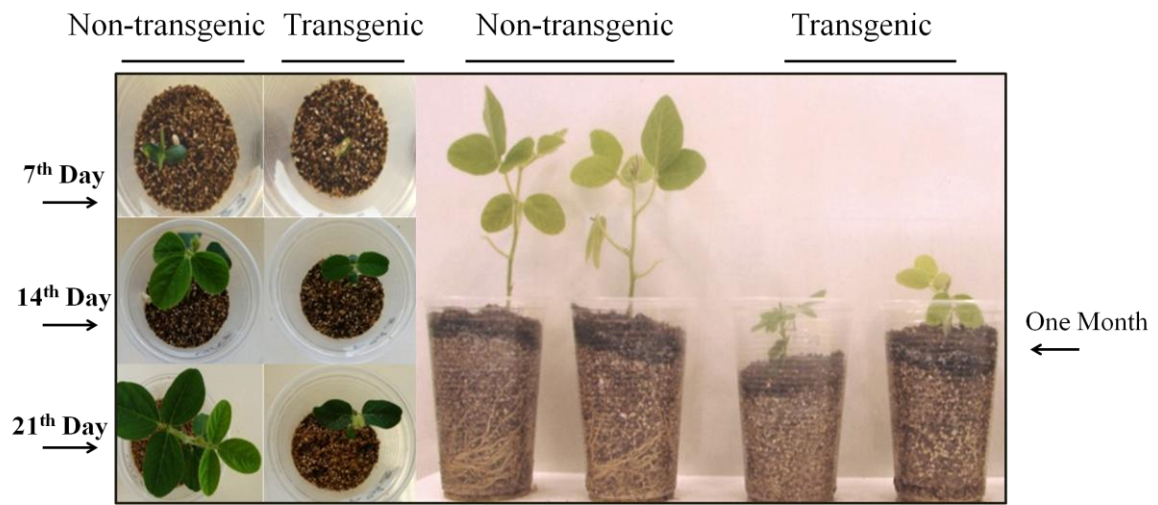 Non-transgenic Transgenic Non-transgenic Transgenic
7th Day
14th Day
One Month
21th Day